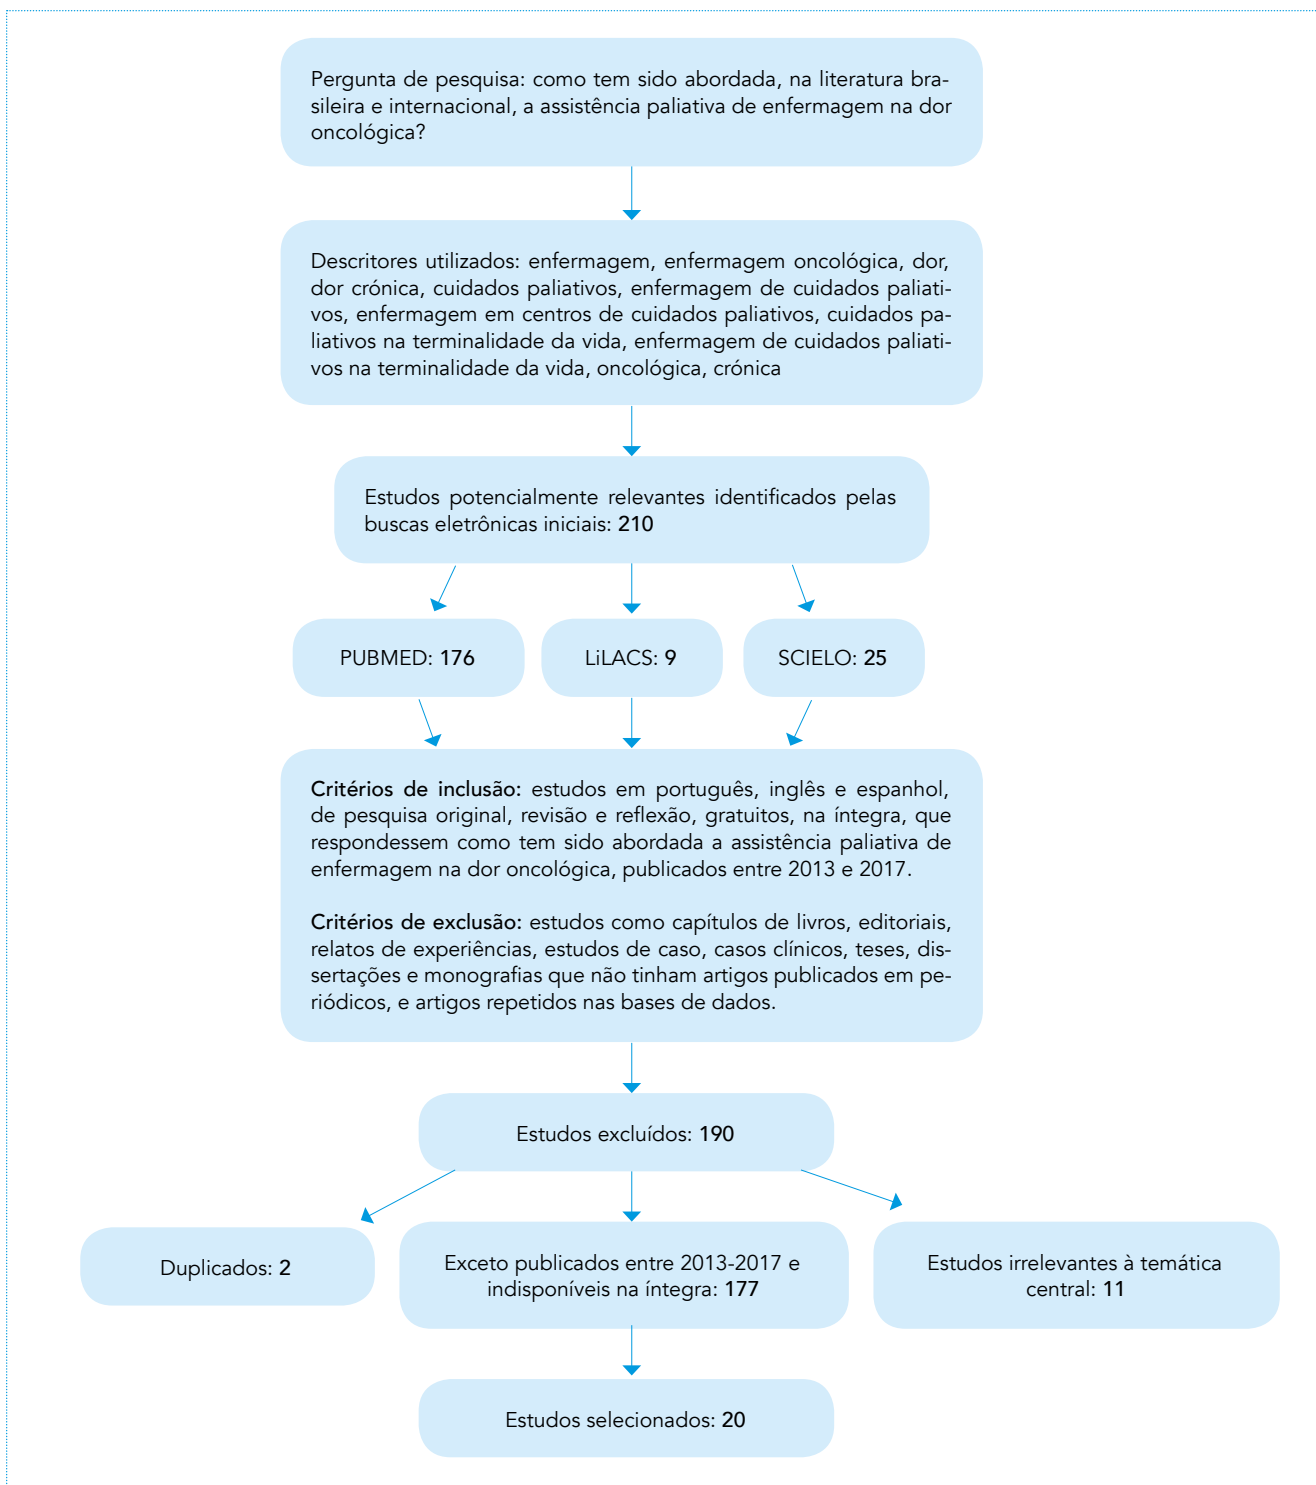 Pergunta de pesquisa: como tem sido abordada, na literatura bra-
sileira e internacional, a assistência paliativa de enfermagem na dor
oncológica?
Descritores utilizados: enfermagem, enfermagem oncológica, dor,
dor crónica, cuidados paliativos, enfermagem de cuidados paliati-
vos, enfermagem em centros de cuidados paliativos, cuidados pa-
liativos na terminalidade da vida, enfermagem de cuidados paliati-
vos na terminalidade da vida, oncológica, crónica
Estudos potencialmente relevantes identificados pelas
buscas eletrônicas iniciais: 210
PUBMED: 176
LiLACS: 9
SCIELO: 25
Critérios de inclusão: estudos em português, inglês e espanhol,
de pesquisa original, revisão e reflexão, gratuitos, na íntegra, que
respondessem como tem sido abordada a assistência paliativa de
enfermagem na dor oncológica, publicados entre 2013 e 2017.
Critérios de exclusão: estudos como capítulos de livros, editoriais,
relatos de experiências, estudos de caso, casos clínicos, teses, dis-
sertações e monografias que não tinham artigos publicados em pe-
riódicos, e artigos repetidos nas bases de dados.
Estudos excluídos: 190
Duplicados: 2
Exceto publicados entre 2013-2017 e
indisponíveis na íntegra: 177
Estudos irrelevantes à temática
central: 11
Estudos selecionados: 20